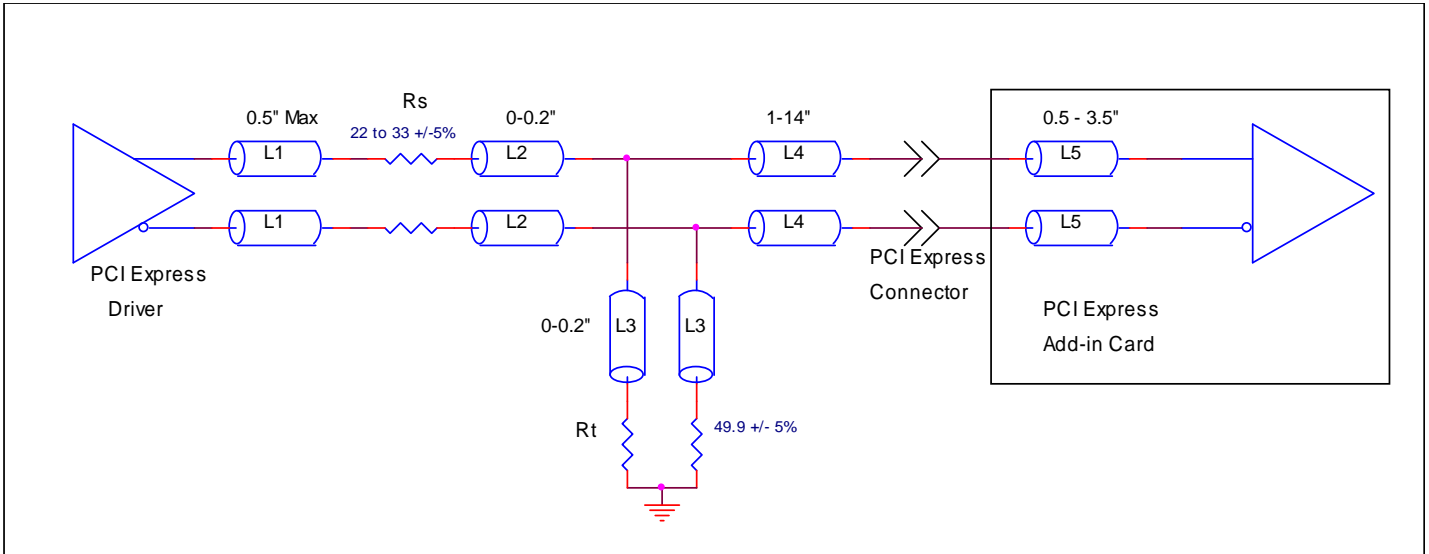 Rs
0.5" Max
22 to 33 +/-5%
0-0.2"
1-14"
0.5 - 3.5"
L1
L2
L4
L5
L1
L2
L4
L5
PCI Express
Driver
PCI Express
Connector
0-0.2"
L3
L3
PCI Express
Add-in Card
Rt
49.9 +/- 5%